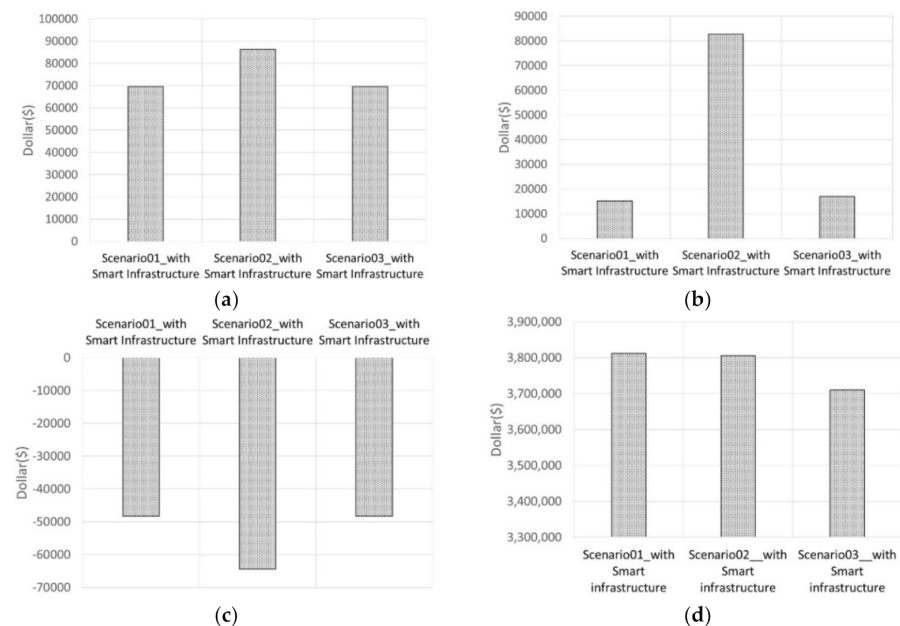 100000
90000
80000
70000
60000
50000
40000
30000
20000
10000
0
Dollar($)
Scenario01_with Scenario02_with Scenario03_with
Smart Infrastructure Smart Infrastructure Smart Infrastructure
(a)
90000
80000
70000
60000
50000
40000
30000
20000
10000
0
Dollar($)
Scenario01_with Scenario02_with Scenario03_with
Smart Infrastructure Smart Infrastructure Smart Infrastructure
(b)
Scenario01_with Scenario02_with Scenario03_with
Smart Infrastructure Smart Infrastructure Smart Infrastructure
0
-10000
-20000
-30000
-40000
-50000
-60000
-70000
Dollar($)
(c)
3,900,000
3,800,000
3,700,000
3,600,000
3,500,000
3,400,000
3,300,000
Dollar($)
Scenario01_with Scenario02__with Scenario03__with
Smart Smart Smart
infrastructure infrastructure infrastructure
(d)